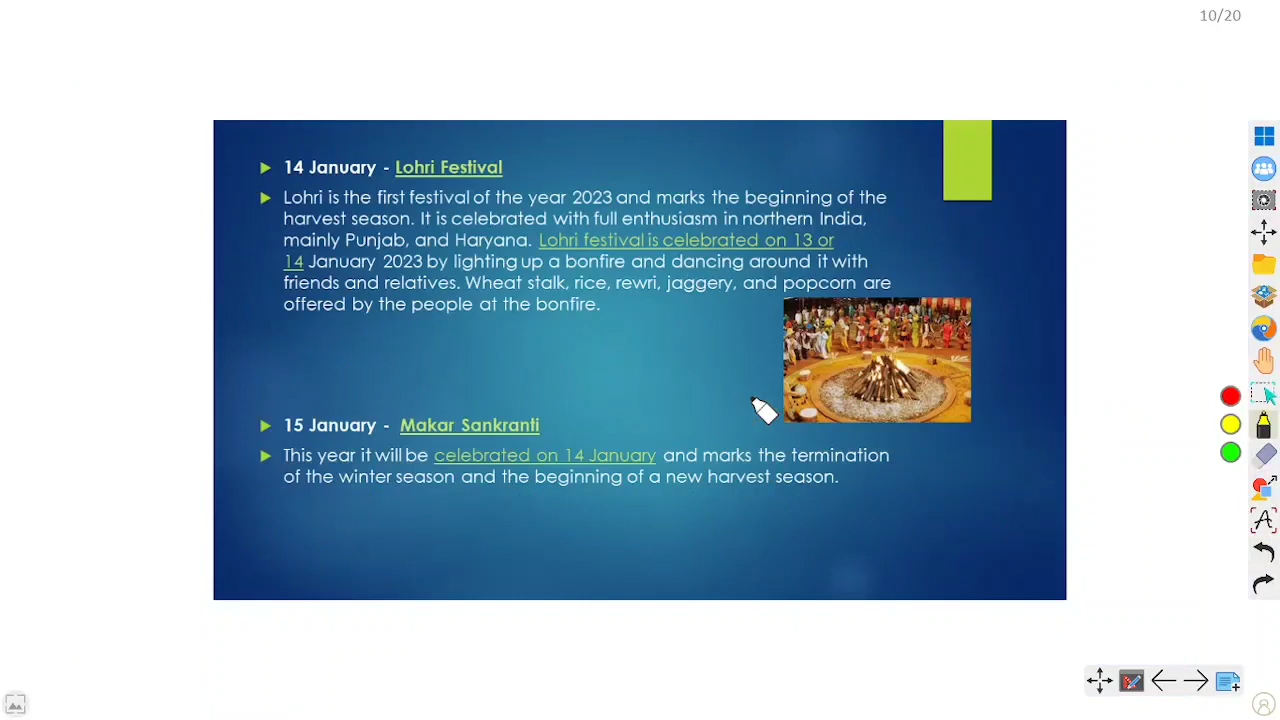 10/20
14 January - Lohri Festival
Lohri is the first festival of the year 2023 and marks the beginning of the
harvest season. It is celebrated with full enthusiasm in northern India,
mainly Punjab, and Haryana. Lohri festival is celebrated on 13 or
14 January 2023 by lighting up a bonfire and dancing around it with
friends and relatives. Wheat stalk, rice, rewri, jaggery, and popcorn are
offered by the people at the bonfire.
15 January - Makar Sankranti
This year it will be celebrated on 14 January and marks the termination
of the winter season and the beginning of a new harvest season.